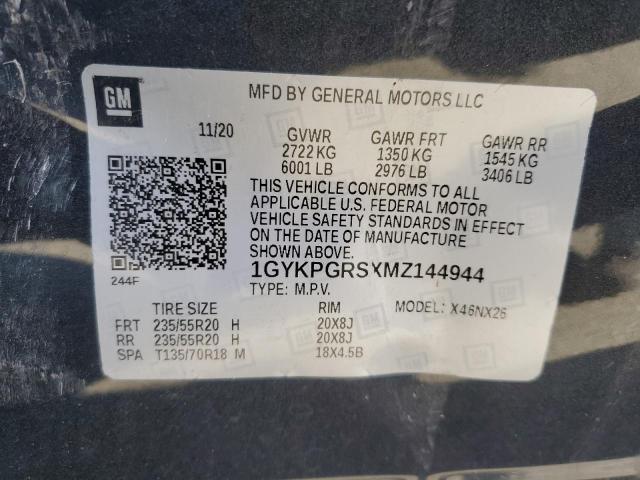 GM
MFD BY GENERAL MOTORS LLC
11/20
GVWR GAWR FRT GAWR RR
2722 KG 1350 KG 1545 KG
6001 LB 2976 LB 3406 LB
THIS VEHICLE CONFORMS TO ALL
APPLICABLE U.S. FEDERAL MOTOR
VEHICLE SAFETY STANDARDS IN EFFECT
ON THE DATE OF MANUFACTURE
SHOWN ABOVE.
1GYKPGRSXMZ144944
244F
TYPE: M.P.V.
TIRE SIZE RIM MODEL: X46NX26
FRT 235/55R20 H 20X8J
RR 235/55R20 H 20X8J
SPA T135/70R18 M 18X4.5B